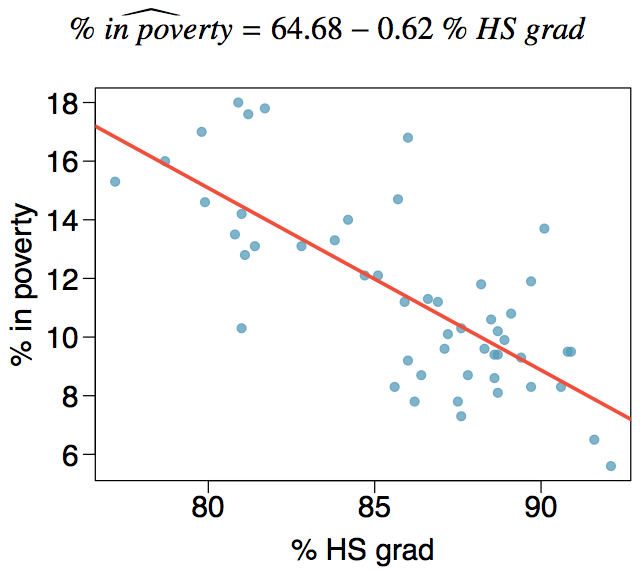 % in poverty = 64.68 − 0.62 % HS grad
18
16
14
12
10
8
6
% in poverty
80 85 90
% HS grad